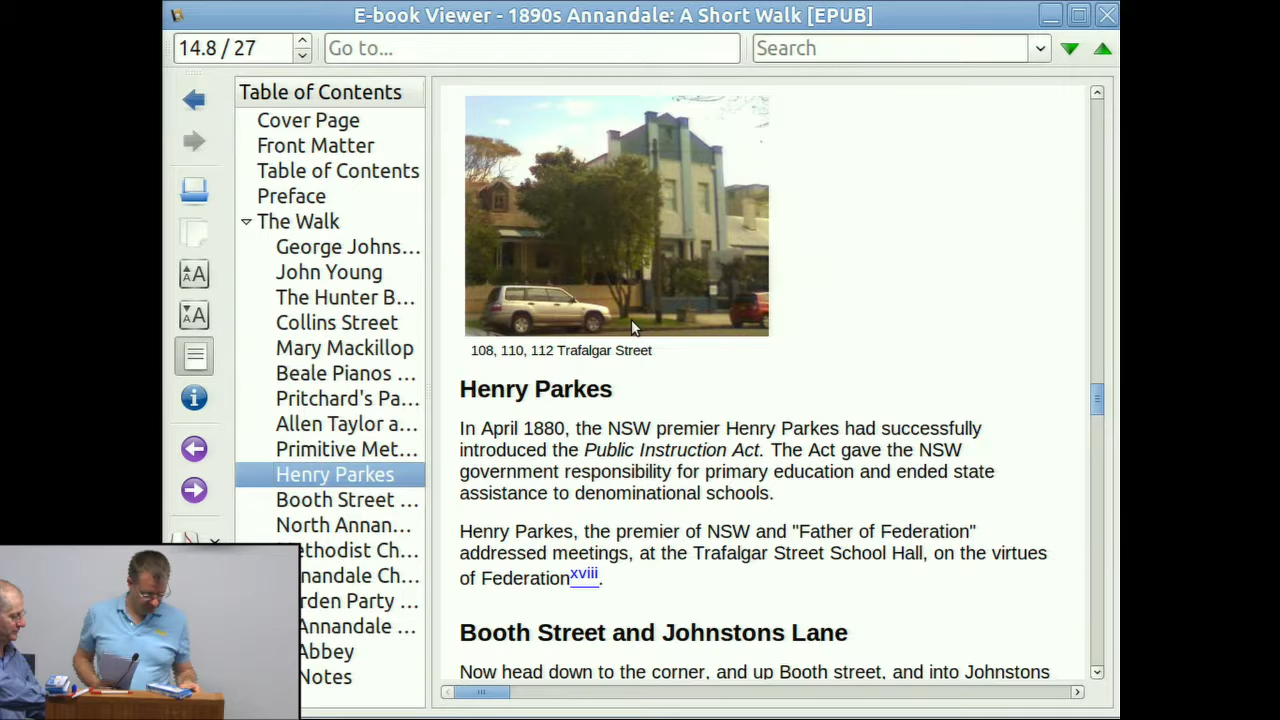 E-book Viewer - 1890s Annandale: A Short Walk [EPUB]
14.8 / 27
Go to...
Search
Table of Contents
Cover Page
Front Matter
Table of Contents
Preface
The Walk
George Johns...
John Young
The Hunter B...
Collins Street
Mary Mackillop
Beale Pianos ...
Pritchard's Pa...
Allen Taylor a...
Primitive Met...
Henry Parkes
Booth Street ...
North Annan...
ethodist Ch...
nnandale Ch...
rden Party ...
Annandale ...
Abbey
Notes
108, 110, 112 Trafalgar Street
Henry Parkes
In April 1880, the NSW premier Henry Parkes had successfully
introduced the Public Instruction Act. The Act gave the NSW
government responsibility for primary education and ended state
assistance to denominational schools.
Henry Parkes, the premier of NSW and "Father of Federation"
addressed meetings, at the Trafalgar Street School Hall, on the virtues
of Federationxviii.
Booth Street and Johnstons Lane
Now head down to the corner, and up Booth street, and into Johnstons